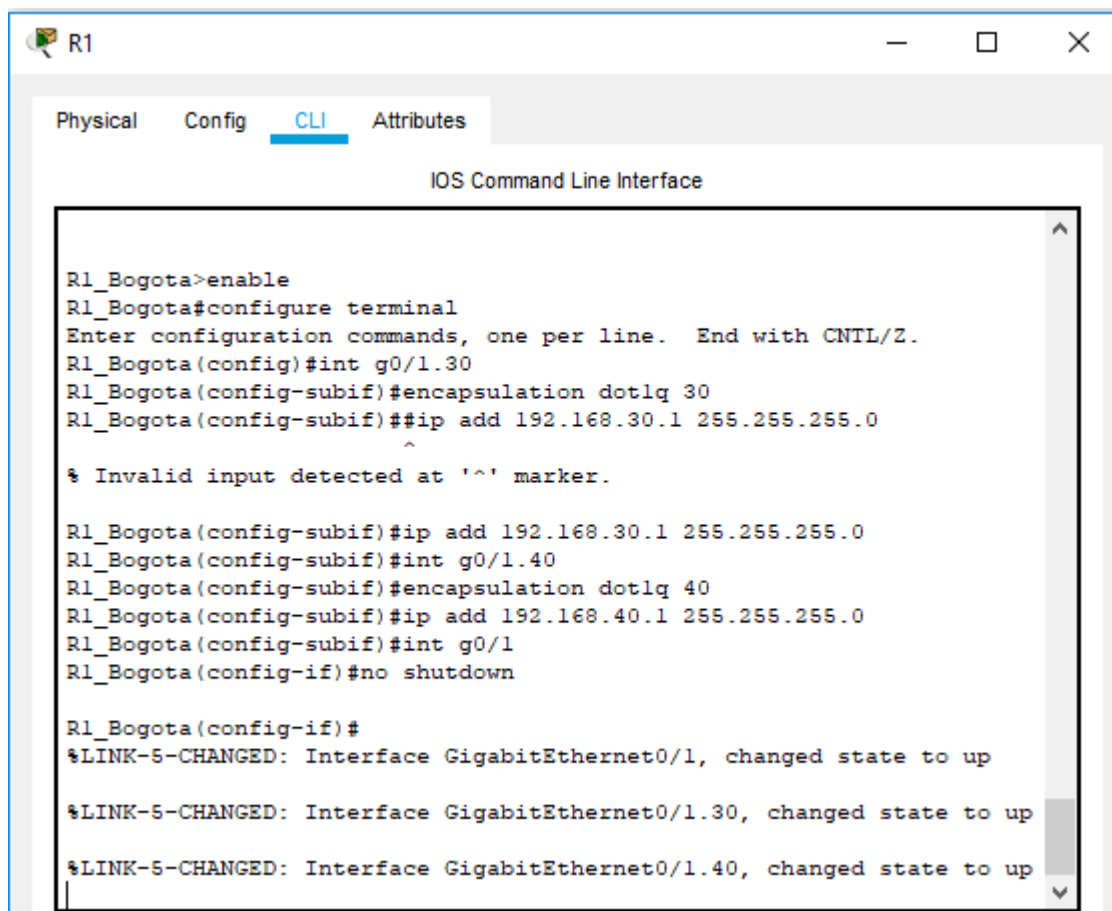 R1
Physical Config CLI Attributes
IOS Command Line Interface
R1_Bogota>enable
R1_Bogota#configure terminal
Enter configuration commands, one per line.  End with CNTL/Z.
R1_Bogota(config)#int g0/1.30
R1_Bogota(config-subif)#encapsulation dot1q 30
R1_Bogota(config-subif)##ip add 192.168.30.1 255.255.255.0
^
% Invalid input detected at '^' marker.
R1_Bogota(config-subif)#ip add 192.168.30.1 255.255.255.0
R1_Bogota(config-subif)#int g0/1.40
R1_Bogota(config-subif)#encapsulation dot1q 40
R1_Bogota(config-subif)#ip add 192.168.40.1 255.255.255.0
R1_Bogota(config-subif)#int g0/1
R1_Bogota(config-if)#no shutdown
R1_Bogota(config-if)#
%LINK-5-CHANGED: Interface GigabitEthernet0/1, changed state to up
%LINK-5-CHANGED: Interface GigabitEthernet0/1.30, changed state to up
%LINK-5-CHANGED: Interface GigabitEthernet0/1.40, changed state to up